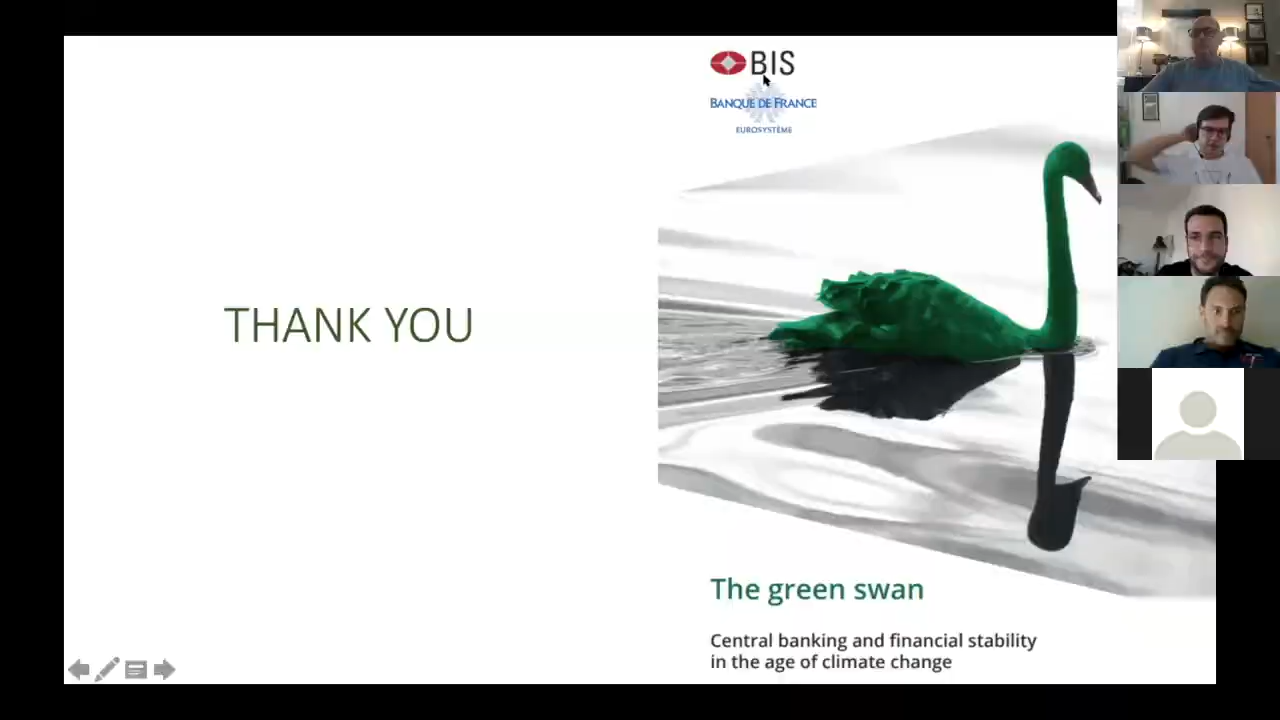 THANK YOU
BIS
BANQUE DE FRANCE
EUROSYSTÈME
The green swan
Central banking and financial stability
in the age of climate change